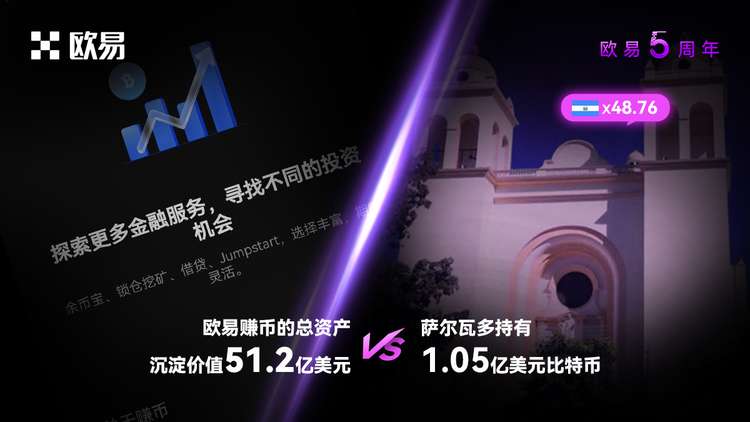 欧易
欧易5周年
x48.76
探索更多金融服务，寻找不同的投资
机会
余币宝、锁仓挖矿、借贷、Jumpstart，选择丰富、
灵活。
欧易赚币的总资产
沉淀价值51.2亿美元
VS
萨尔瓦多持有
1.05亿美元比特币
赚币